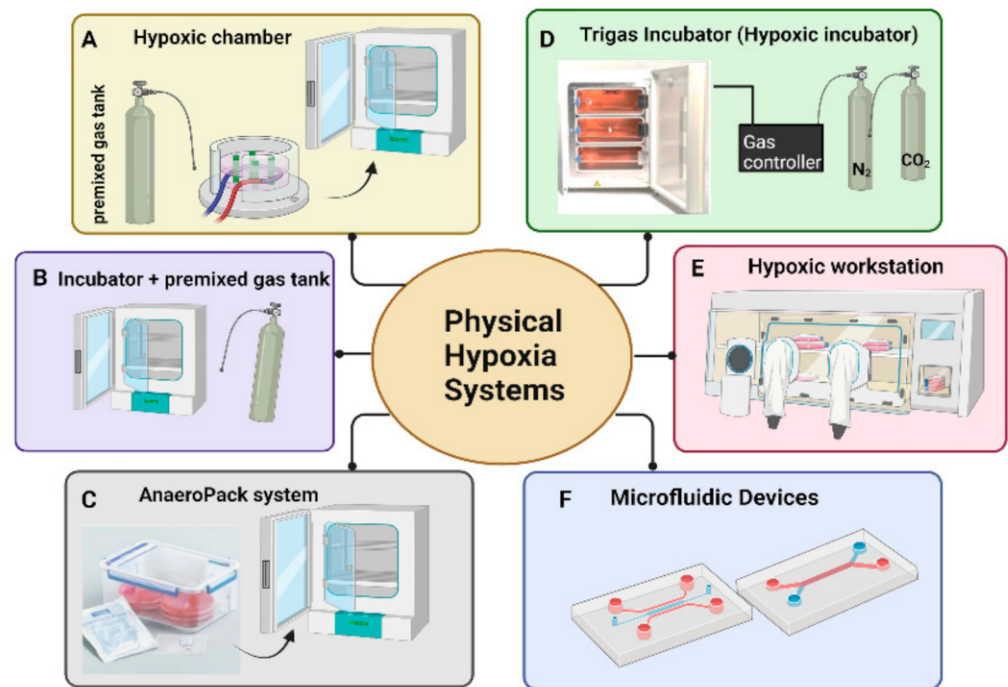 A
Hypoxic chamber
premixed gas tank
B
Incubator + premixed gas tank
C
AnaeroPack system
Physical
Hypoxia
Systems
D
Trigas Incubator (Hypoxic incubator)
Gas
controller
N₂
CO₂
E
Hypoxic workstation
F
Microfluidic Devices